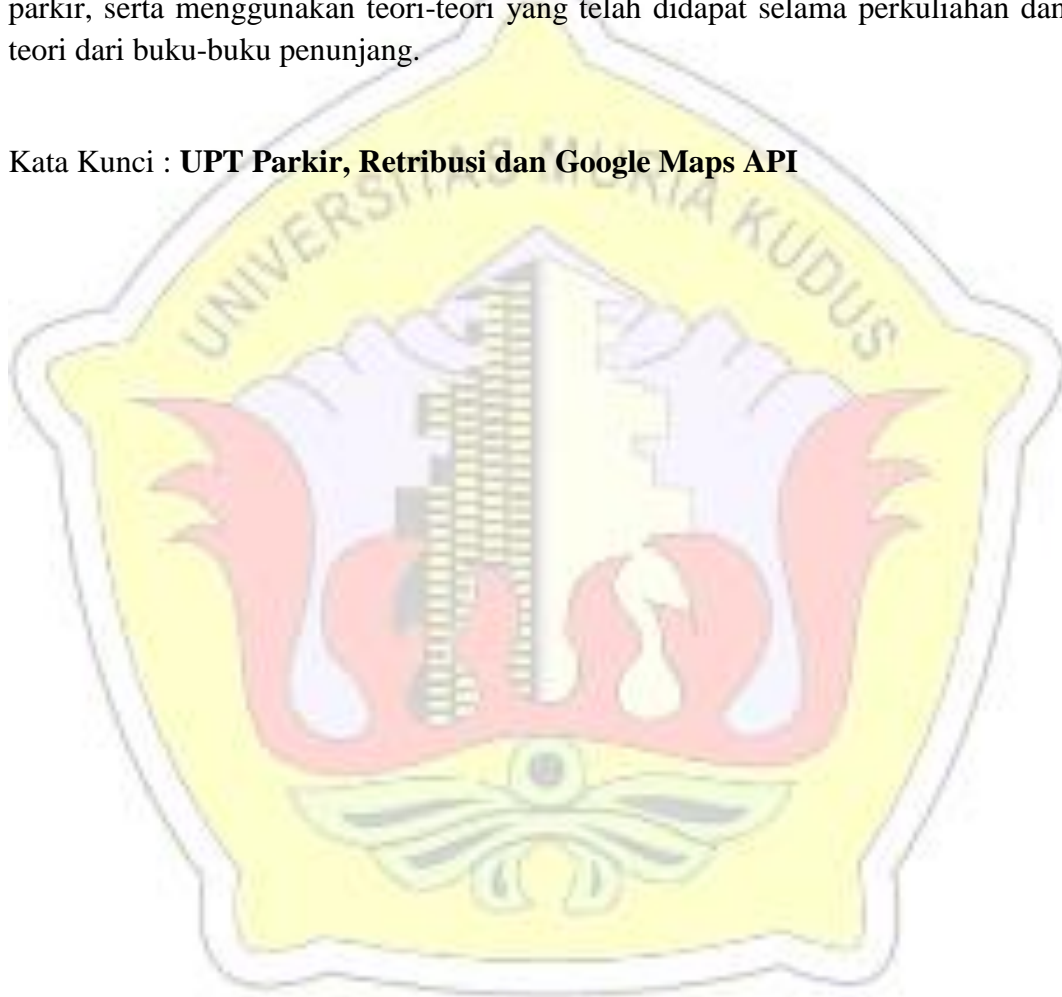 parkir, serta menggunakan teori-teori yang telah didapat selama perkuliahan dan
teori dari buku-buku penunjang.
Kata Kunci : UPT Parkir, Retribusi dan Google Maps API
UNIVERSITAS MURIA KUDUS